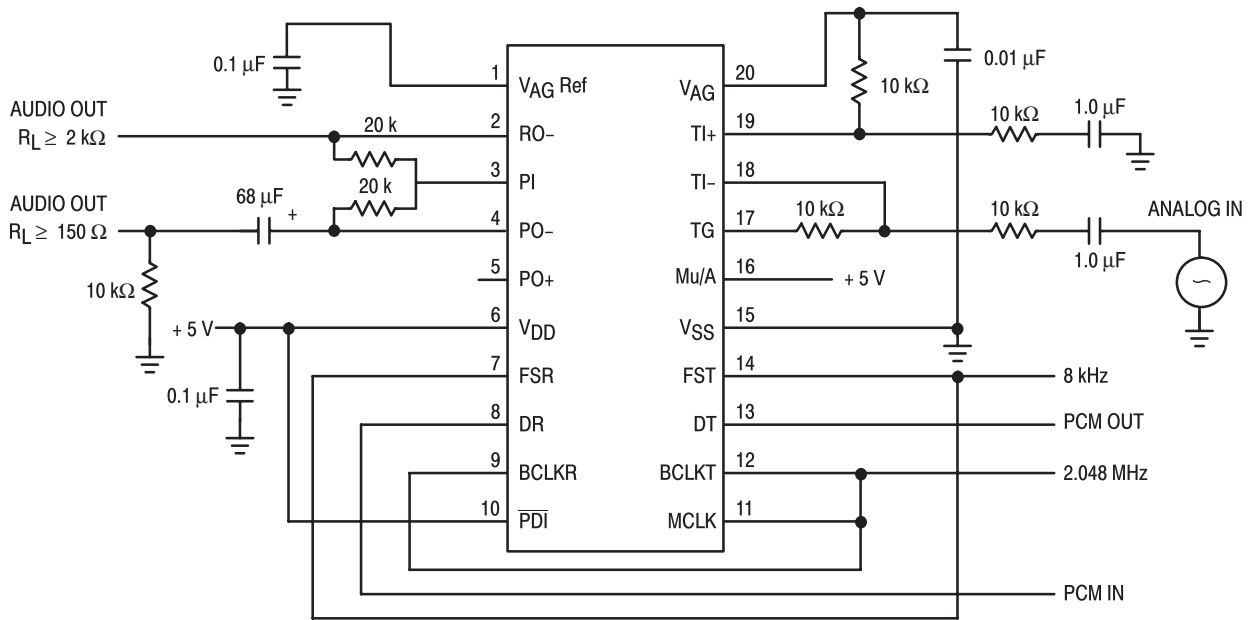 0.1 µF
1
V_AG Ref
AUDIO OUT
R_L ≥ 2 kΩ
2
RO–
20 k
3
PI
20 k
AUDIO OUT
R_L ≥ 150 Ω
68 µF
+
4
PO–
10 kΩ
5
PO+
+ 5 V
6
V_DD
0.1 µF
7
FSR
8
DR
9
BCLKR
10
PDI
20
V_AG
10 kΩ
0.01 µF
19
TI+
10 kΩ
1.0 µF
18
TI–
17
TG
10 kΩ
10 kΩ
1.0 µF
ANALOG IN
16
Mu/A
+ 5 V
15
V_SS
14
FST
8 kHz
13
DT
PCM OUT
12
BCLKT
2.048 MHz
11
MCLK
PCM IN